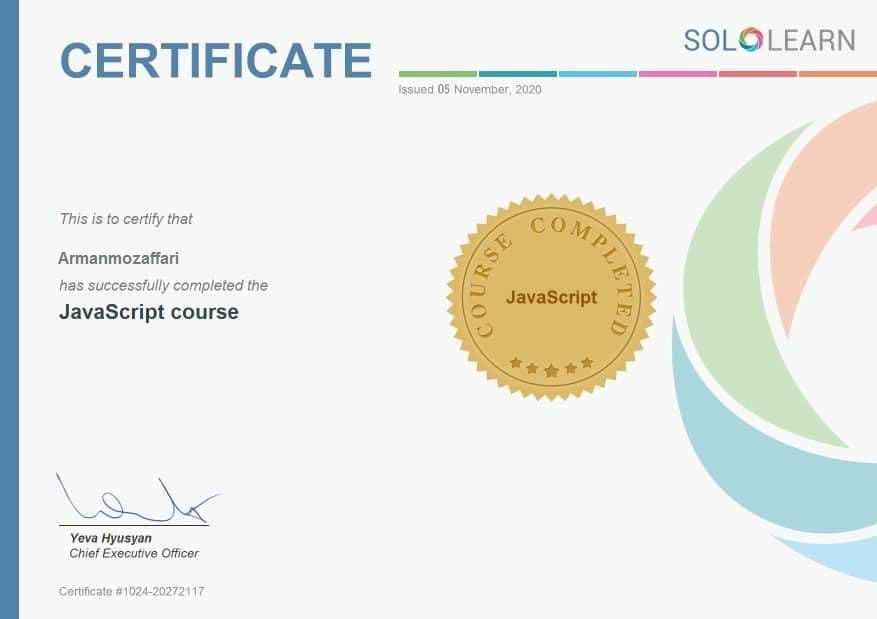 CERTIFICATE
SOLOLEARN
Issued 05 November, 2020
This is to certify that
Armanmozaffari
has successfully completed the
JavaScript course
COURSE COMPLETED
JavaScript
Yeva Hyusyan
Chief Executive Officer
Certificate #1024-20272117